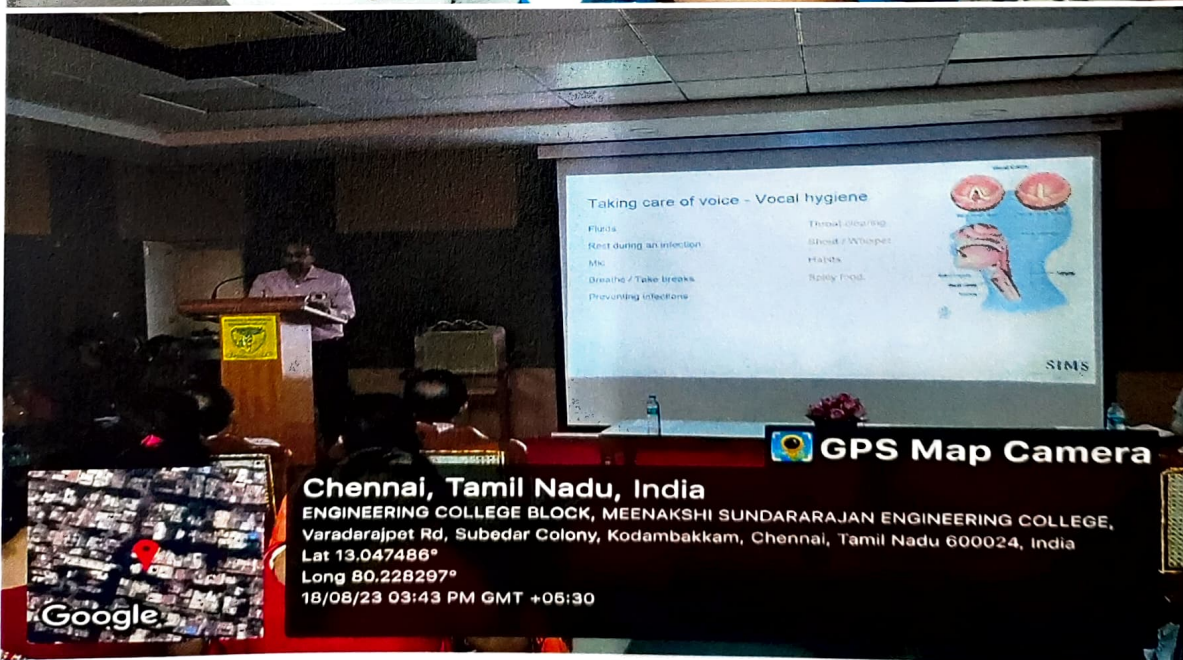 Taking care of voice - Vocal hygiene
Fluids
Rest during an infection
Mic
Breathe / Take breaks
Preventing infections
Throat clearing
Shout / Whisper
Habits
Spicy food
SIMS
GPS Map Camera
Google
Chennai, Tamil Nadu, India
ENGINEERING COLLEGE BLOCK, MEENAKSHI SUNDARARAJAN ENGINEERING COLLEGE,
Varadarajpet Rd, Subedar Colony, Kodambakkam, Chennai, Tamil Nadu 600024, India
Lat 13.047486°
Long 80.228297°
18/08/23 03:43 PM GMT +05:30